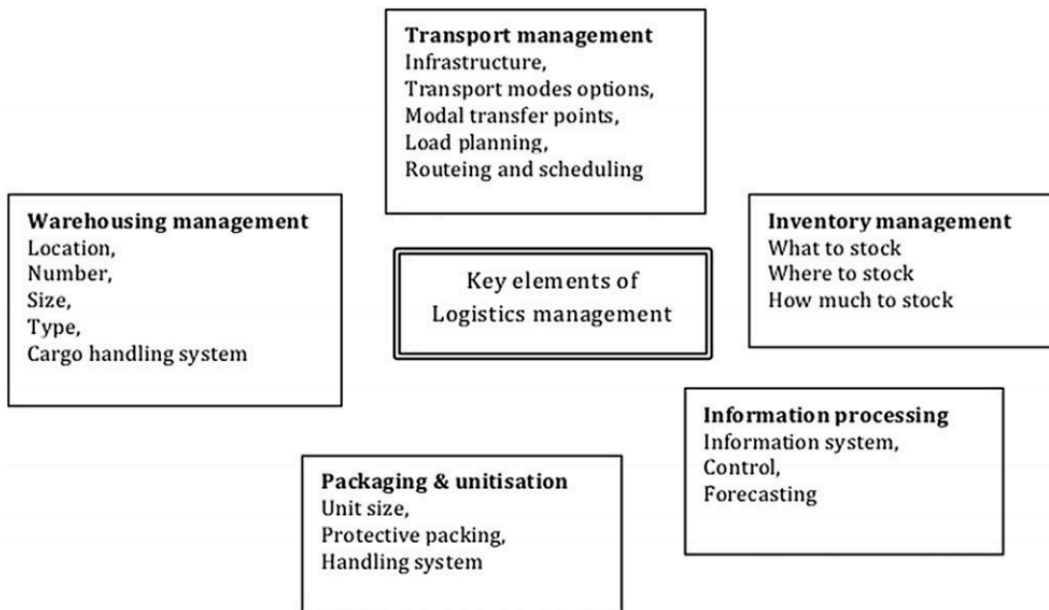 Transport management
Infrastructure,
Transport modes options,
Modal transfer points,
Load planning,
Routeing and scheduling
Warehousing management
Location,
Number,
Size,
Type,
Cargo handling system
Key elements of
Logistics management
Inventory management
What to stock
Where to stock
How much to stock
Information processing
Information system,
Control,
Forecasting
Packaging & unitisation
Unit size,
Protective packing,
Handling system